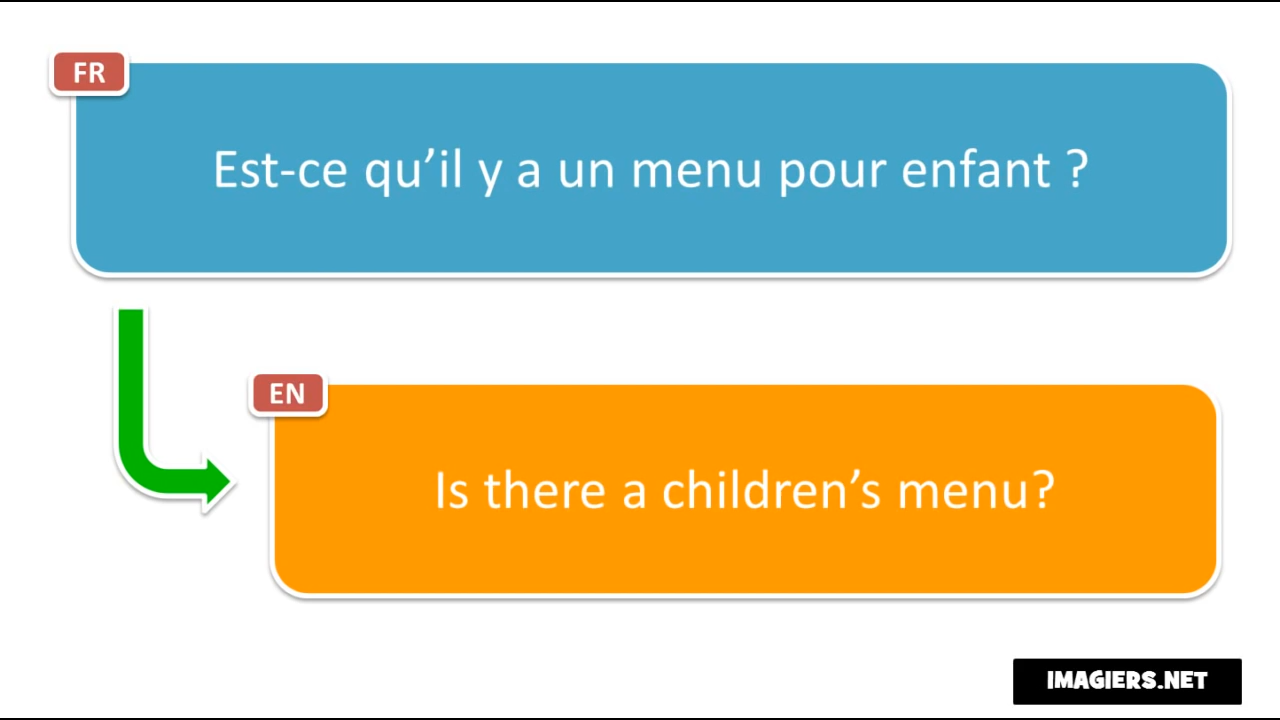 FR
Est-ce qu’il y a un menu pour enfant ?
EN
Is there a children’s menu?
IMAGIERS.NET